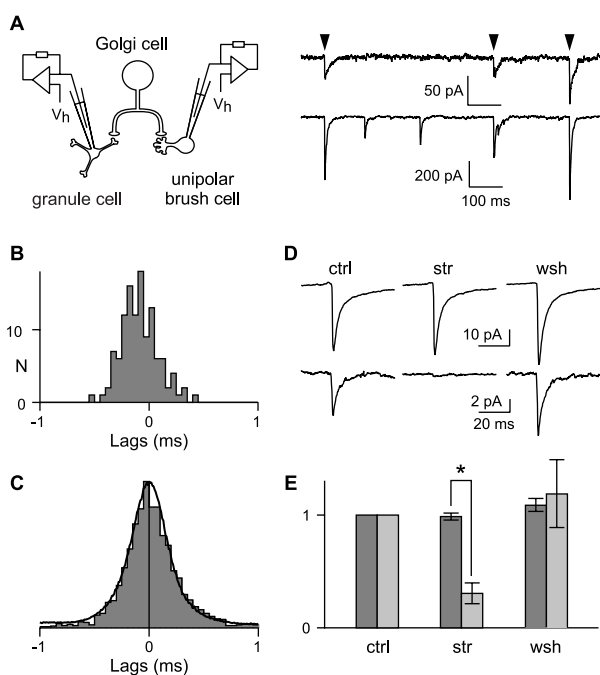 A
Golgi cell
Vh
Vh
granule cell
unipolar
brush cell
50 pA
200 pA
100 ms
B
10
N
0
-1
0
1
Lags (ms)
C
-1
0
1
Lags (ms)
D
ctrl
str
wsh
10 pA
2 pA
20 ms
E
*
1
0
ctrl
str
wsh